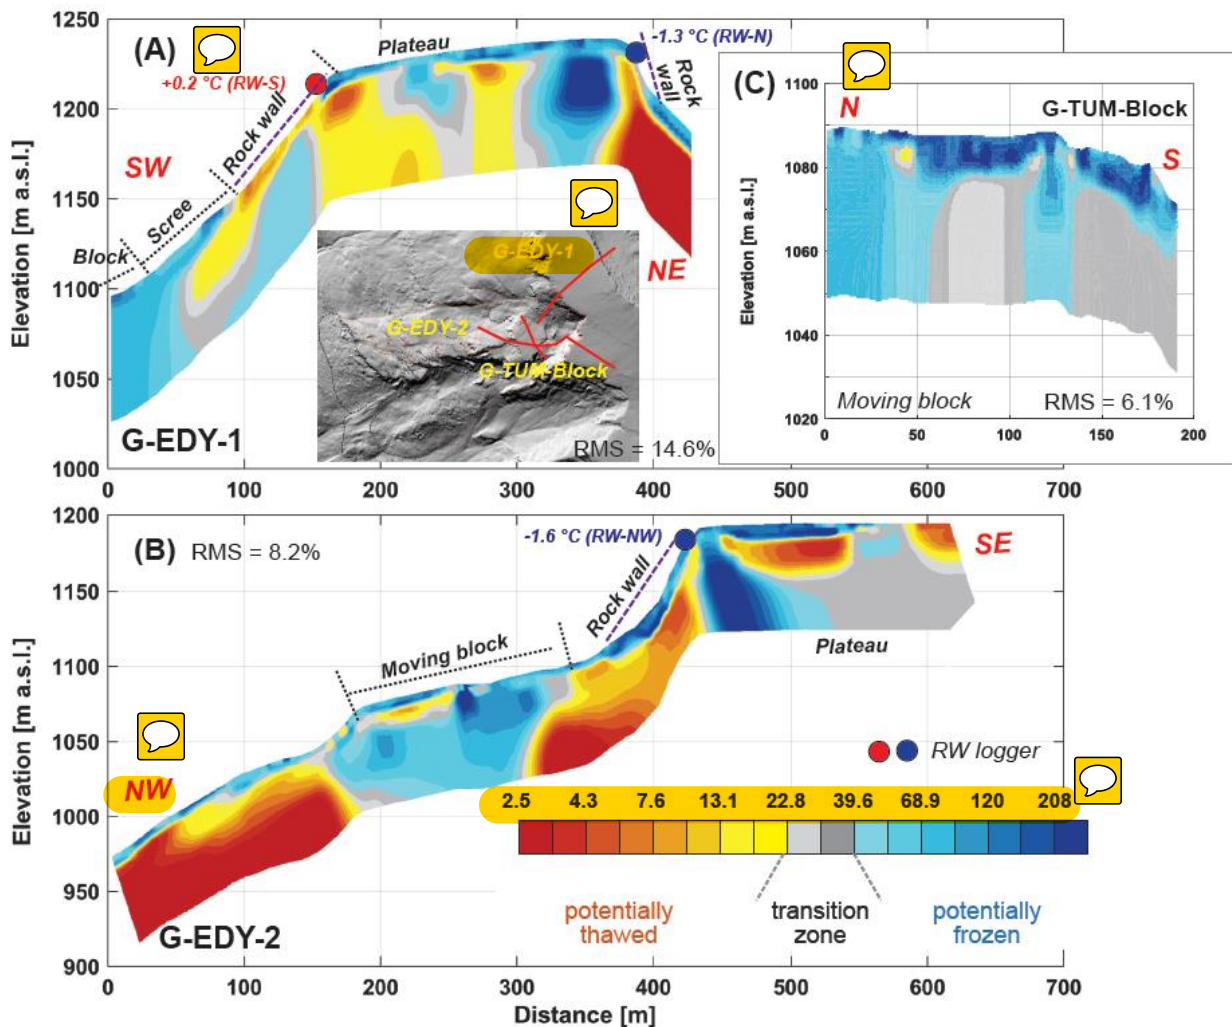 1250
(A)
Plateau
-1.3 °C (RW-N)
+0.2 °C (RW-S)
Rock wall
Rock wall
1200
SW
1150
Scree
Block
NE
1100
G-EDY-1
G-EDY-2
G-TUM-Block
1050
G-EDY-1
RMS = 14.6%
1000
Elevation [m a.s.l.]
0 100 200 300 400 500 600 700
(C)
1100
N
G-TUM-Block
S
1080
1060
1040
1020
Elevation [m a.s.l.]
Moving block
RMS = 6.1%
0 50 100 150 200
1200
(B) RMS = 8.2%
-1.6 °C (RW-NW)
SE
Rock wall
1150
Plateau
Moving block
1100
1050
RW logger
NW
1000
2.5 4.3 7.6 13.1 22.8 39.6 68.9 120 208
950
potentially thawed
transition zone
potentially frozen
G-EDY-2
900
Elevation [m a.s.l.]
0 100 200 300 400 500 600 700
Distance [m]